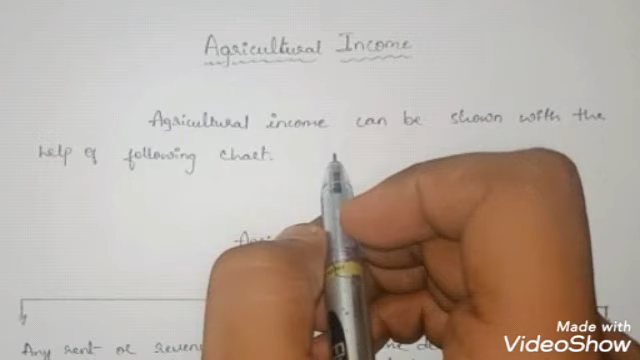 Agricultural Income
Agricultural income can be shown with the
help of following chart.
Any rent or
Made with
VideoShow